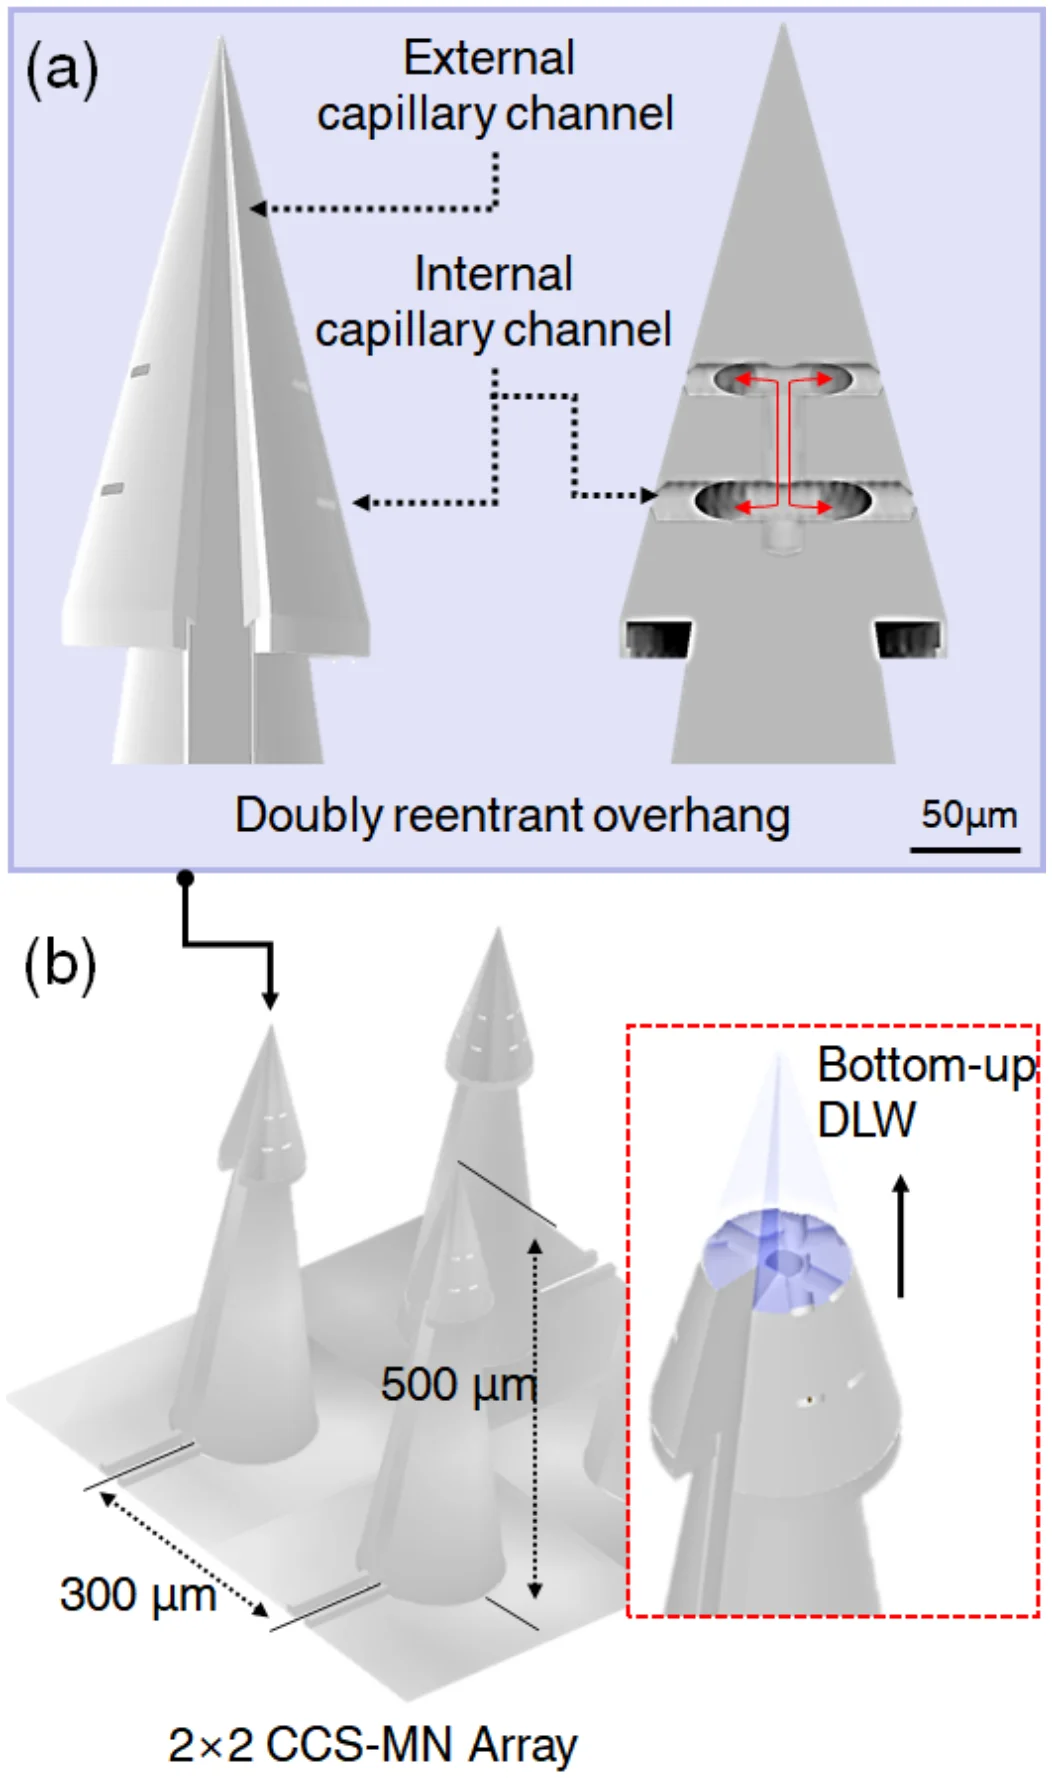 (a)
External
capillary channel
Internal
capillary channel
Doubly reentrant overhang
50μm
(b)
Bottom-up
DLW
500 μm
300 μm
2×2 CCS-MN Array